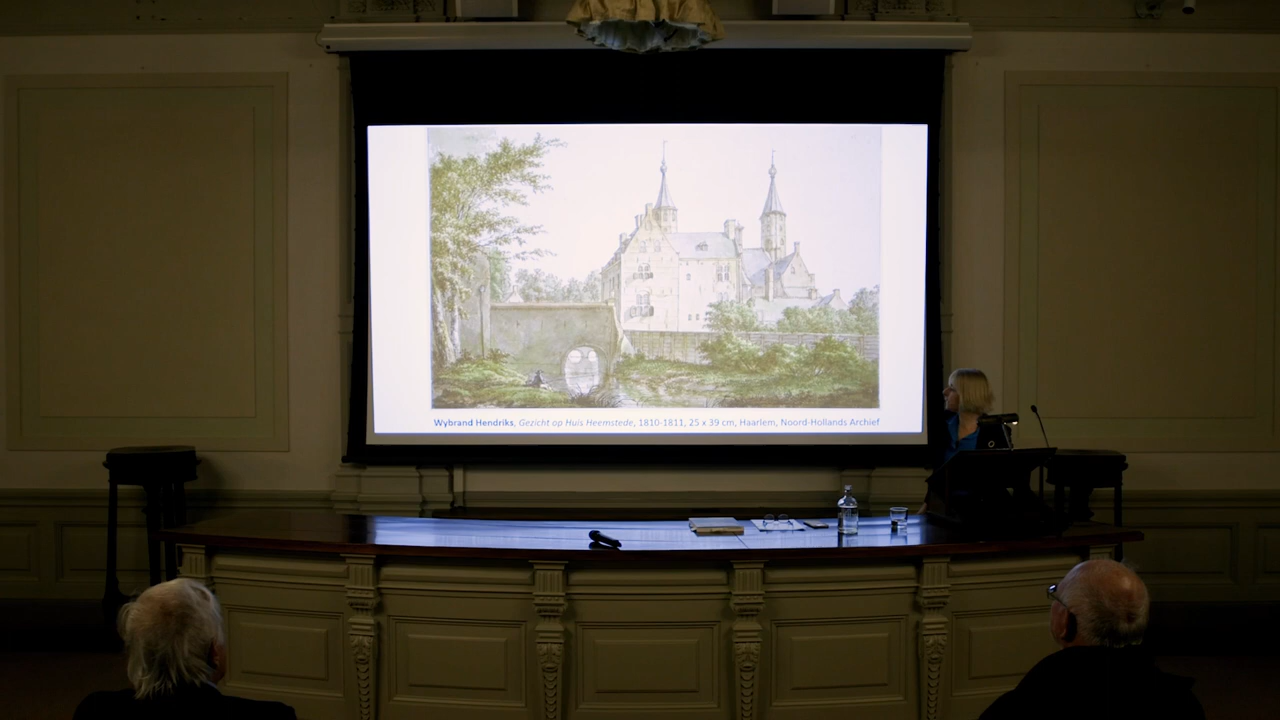 Wybrand Hendriks, Gezicht op Huis Heemstede, 1810-1811, 25 x 39 cm, Haarlem, Noord-Hollands Archief